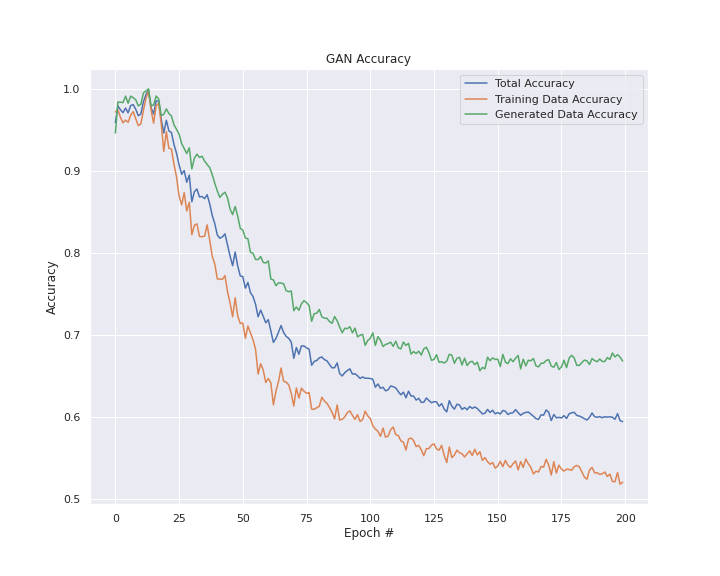 GAN Accuracy
Total Accuracy
Training Data Accuracy
Generated Data Accuracy
Accuracy
1.0
0.9
0.8
0.7
0.6
0.5
0 25 50 75 100 125 150 175 200
Epoch #